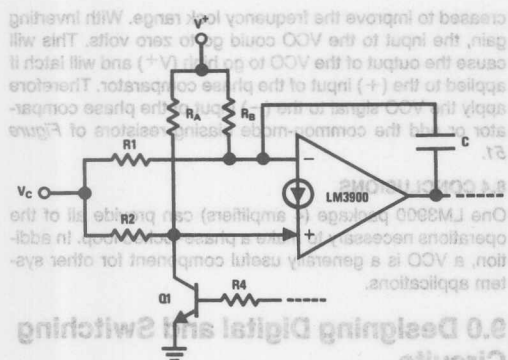 creased to improve the frequency lock range. With inverting
gain, the input to the VCO could go to zero volts. This will
cause the output of the VCO to go high (V+) and will latch if
applied to the (+) input of the phase comparator. Therefore
apply the VCO signal to the (−) input of the phase compar-
ator or add the common-mode biasing resistors of Figure
51.
8.4 CONCLUSIONS
One LM3900 package (4 amplifiers) can provide all of the
operations necessary to make a phase-locked loop. In addi-
tion, a VCO is a generally useful component for other sys-
tem applications.
9.0 Designing Digital and Switching
Circuits
V+
RA
RB
R1
C
−
VC
LM3900
R2
+
Q1
R4